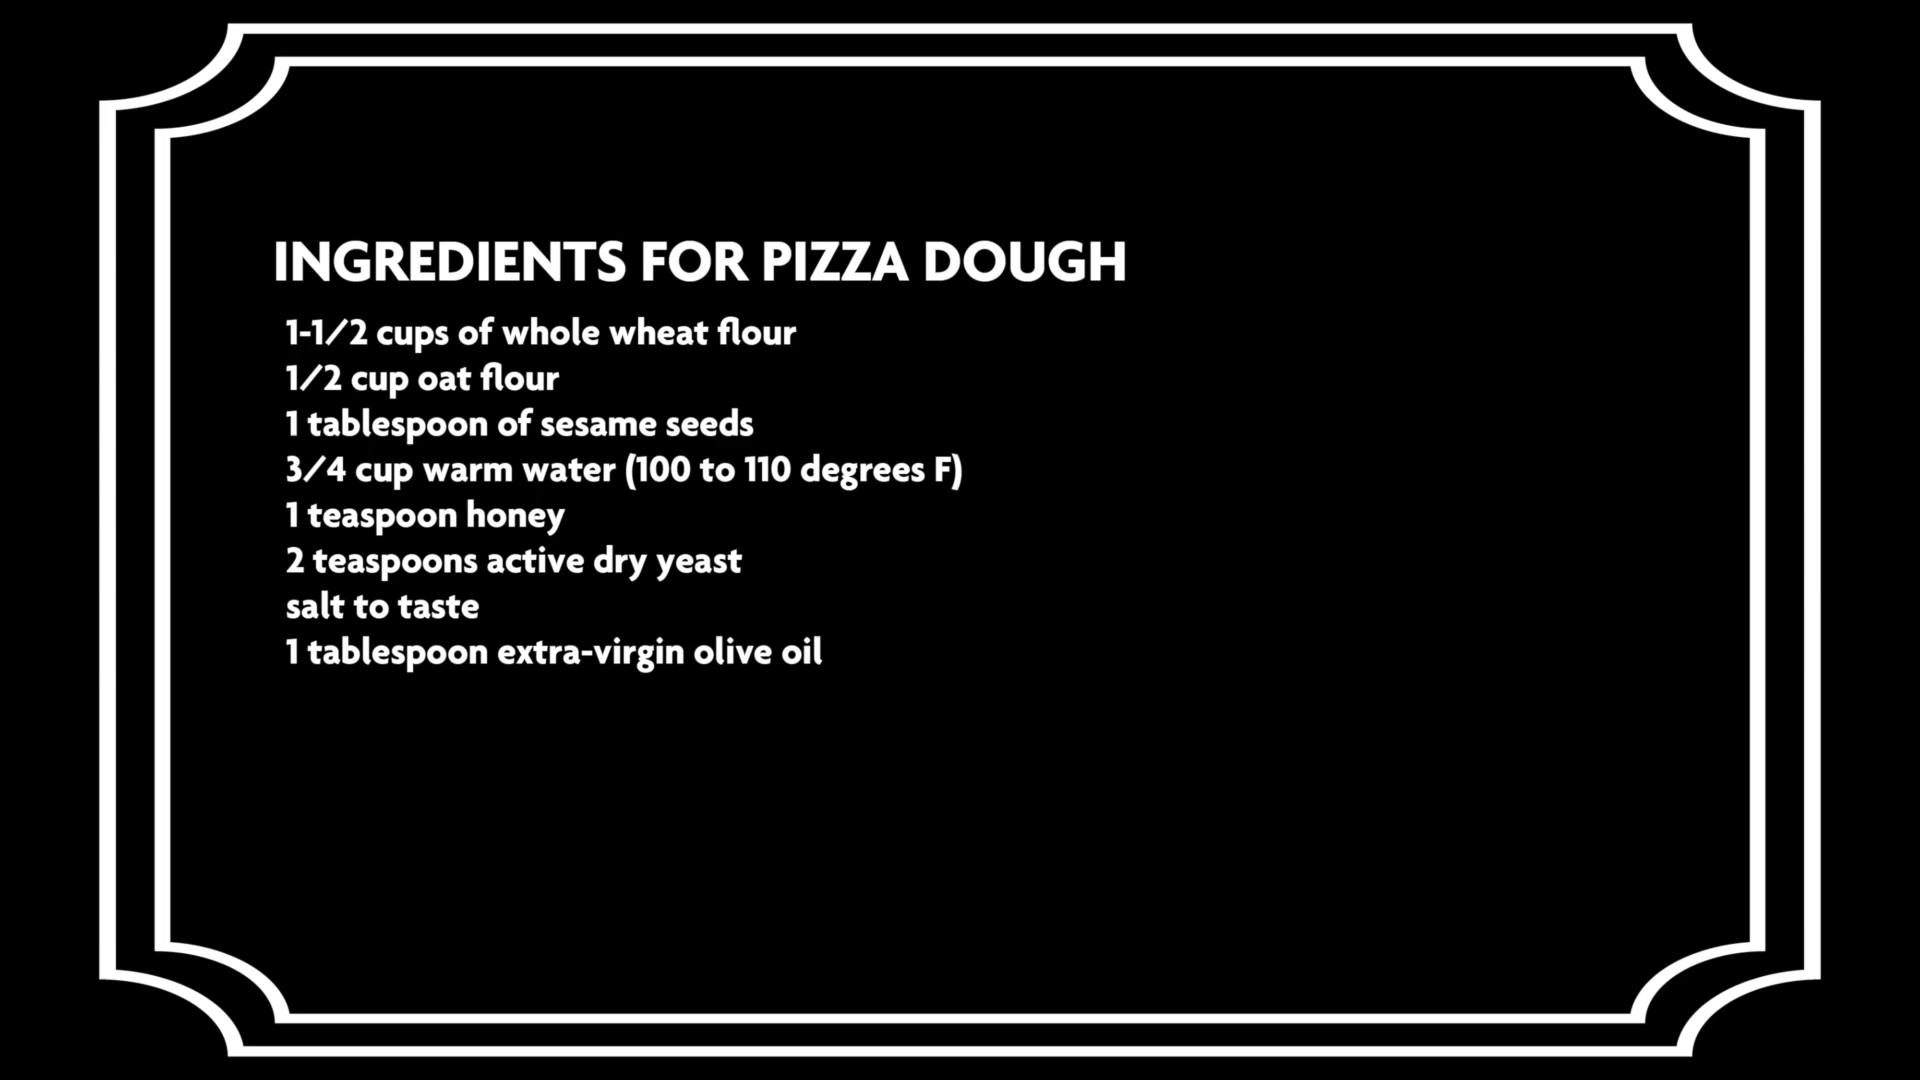 INGREDIENTS FOR PIZZA DOUGH
1-1/2 cups of whole wheat flour
1/2 cup oat flour
1 tablespoon of sesame seeds
3/4 cup warm water (100 to 110 degrees F)
1 teaspoon honey
2 teaspoons active dry yeast
salt to taste
1 tablespoon extra-virgin olive oil